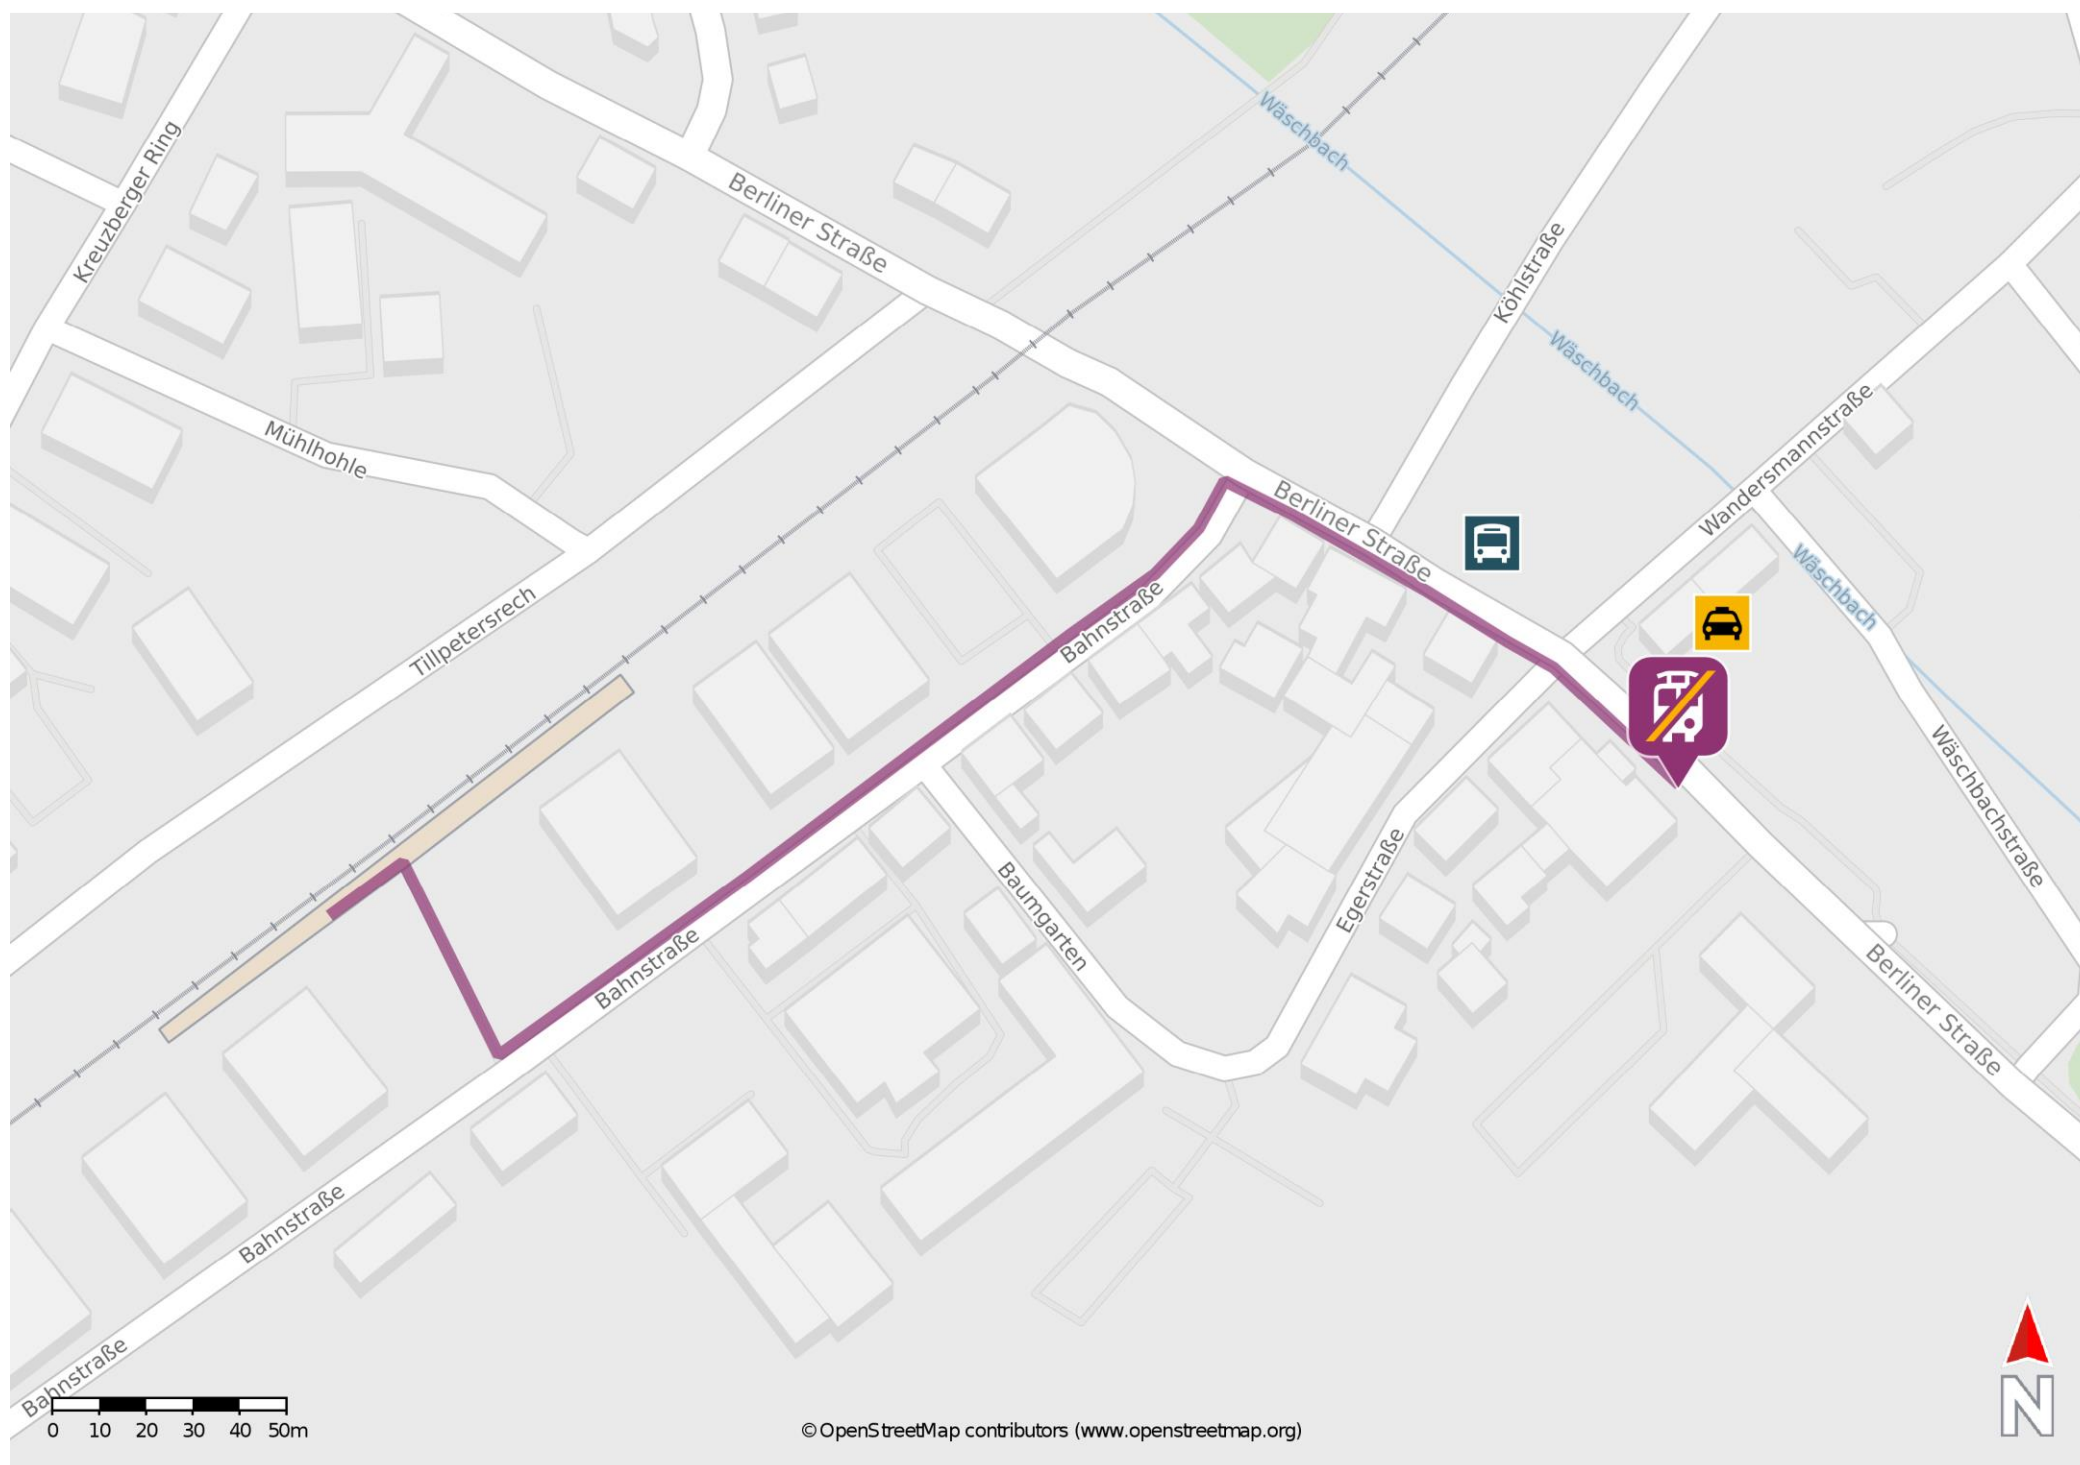 Kreuzberger Ring
Berliner Straße
Wäschbach
Köhlstraße
Wäschbach
Mühlhohle
Wandersmannstraße
Berliner Straße
Wäschbach
Tillpetersrech
Bahnstraße
Wäschbachstraße
Baumgarten
Egerstraße
Bahnstraße
Berliner Straße
Bahnstraße
Bahnstraße
0 10 20 30 40 50m
© OpenStreetMap contributors (www.openstreetmap.org)
N